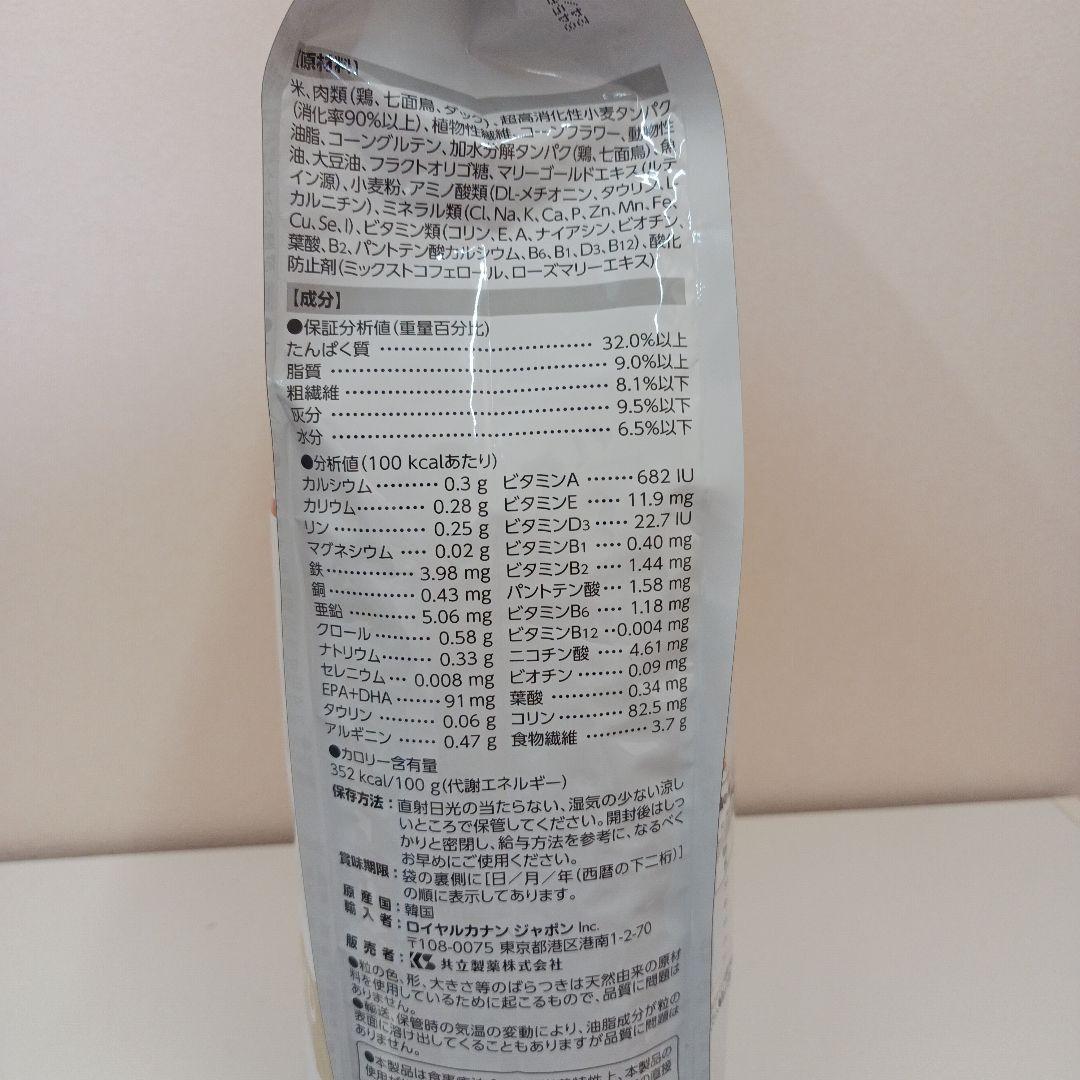 【原材料】
米、肉類(鶏、七面鳥、ダック)、超高消化性小麦タンパク
(消化率90%以上)、植物性繊維、コーンフラワー、動物性
油脂、コーングルテン、加水分解タンパク(鶏、七面鳥)、魚
油、大豆油、フラクトオリゴ糖、マリーゴールドエキス(ルテ
イン源)、小麦粉、アミノ酸類(DL-メチオニン、タウリン、L-
カルニチン)、ミネラル類(Cl、Na、K、Ca、P、Zn、Mn、Fe、
Cu、Se、I)、ビタミン類(コリン、E、A、ナイアシン、ビオチン、
葉酸、B2、パントテン酸カルシウム、B6、B1、D3、B12)、酸化
防止剤(ミックストコフェロール、ローズマリーエキス)
【成分】
●保証分析値(重量百分比)
たんぱく質 ………… 32.0%以上
脂質 ………… 9.0%以上
粗繊維 ………… 8.1%以下
灰分 ………… 9.5%以下
水分 ………… 6.5%以下
●分析値(100 kcalあたり)
カルシウム ……… 0.3 g
カリウム ……… 0.28 g
リン ……… 0.25 g
マグネシウム …… 0.02 g
鉄 ……… 3.98 mg
銅 ……… 0.43 mg
亜鉛 ……… 5.06 mg
クロール ……… 0.58 g
ナトリウム ……… 0.33 g
セレニウム … 0.008 mg
EPA+DHA ……… 91 mg
タウリン ……… 0.06 g
アルギニン …… 0.47 g
ビタミンA ……… 682 IU
ビタミンE …… 11.9 mg
ビタミンD3 …… 22.7 IU
ビタミンB1 …… 0.40 mg
ビタミンB2 …… 1.44 mg
パントテン酸 … 1.58 mg
ビタミンB6 …… 1.18 mg
ビタミンB12 ‥0.004 mg
ニコチン酸 …… 4.61 mg
ビオチン ……… 0.09 mg
葉酸 ……… 0.34 mg
コリン ……… 82.5 mg
食物繊維 ……… 3.7 g
●カロリー含有量
352 kcal/100 g(代謝エネルギー)
保存方法：直射日光の当たらない、湿気の少ない涼し
いところで保管してください。開封後はしっ
かりと密閉し、給与方法を参考に、なるべく
お早めにご使用ください。
賞味期限：袋の裏側に[日／月／年(西暦の下二桁)]
の順に表示してあります。
原産国：韓国
輸入者：ロイヤルカナン ジャポン Inc.
〒108-0075 東京都港区港南1-2-70
販売者：KS 共立製薬株式会社
●粒の色、形、大きさ等のばらつきは天然由来の原材
料を使用しているために起こるもので、品質に問題は
ありません。
●輸送、保管時の気温の変動により、油脂成分が粒の
表面に溶け出してくることもありますが品質に問題は
ありません。
●本製品は食事療法
特性上、本製品の
使用が
の直接